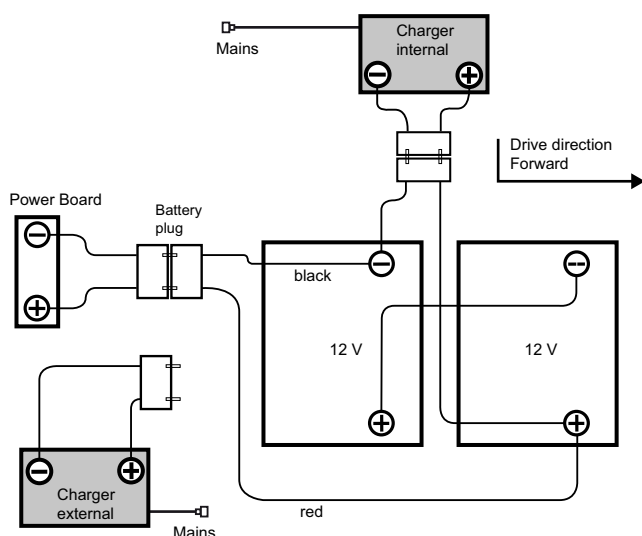 Charger
internal
Mains
Drive direction
Forward
Power Board
Battery
plug
black
12 V
12 V
Charger
external
red
Mains